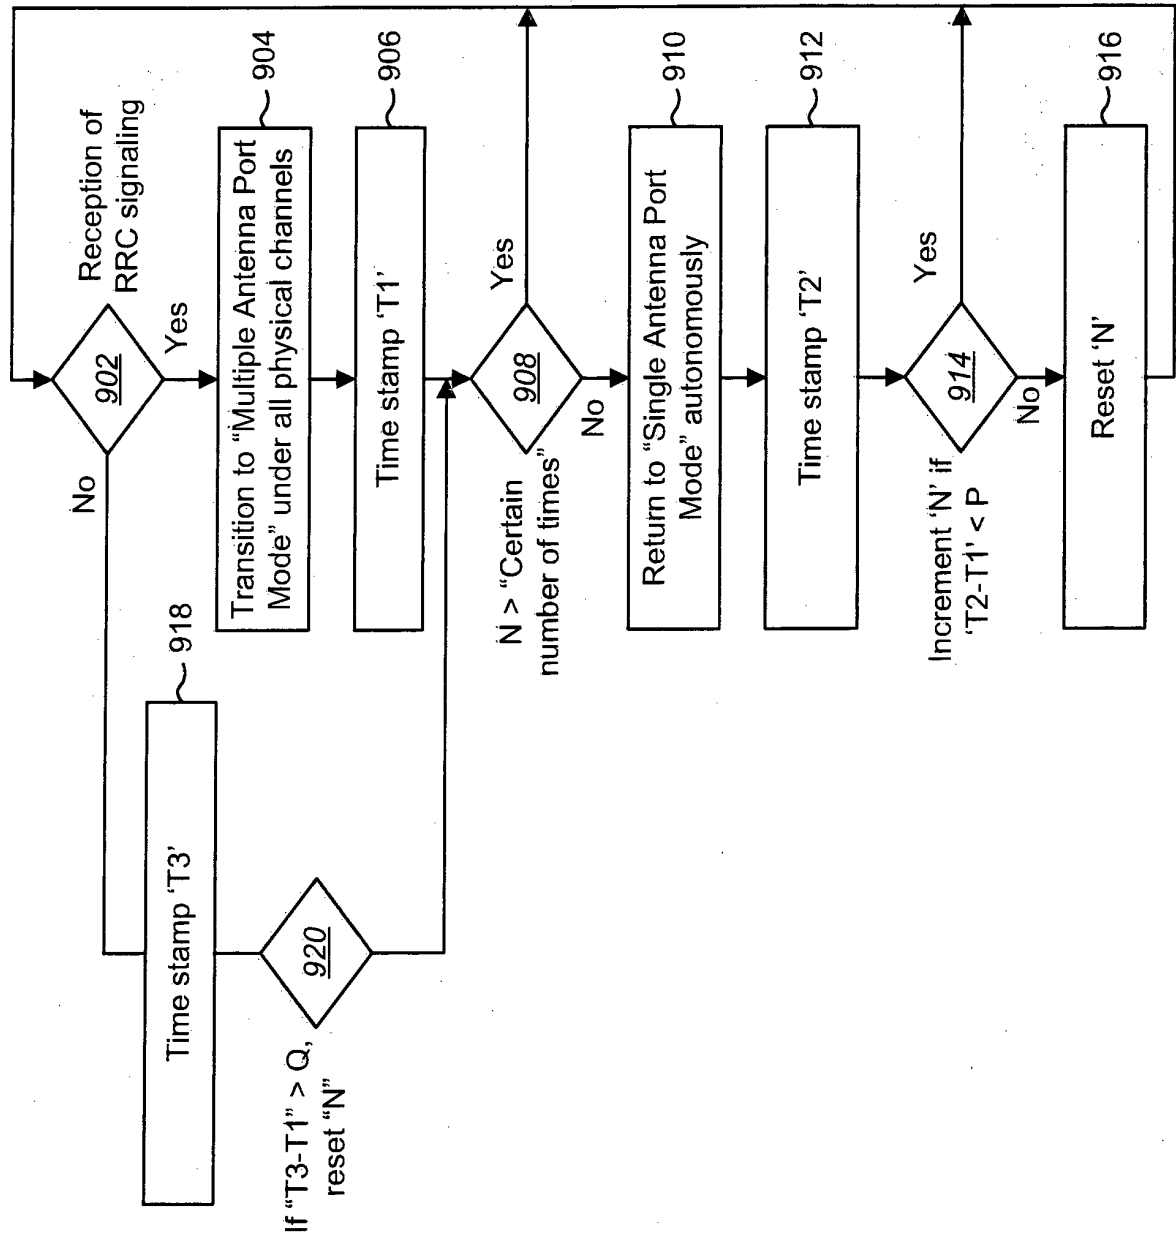 Reception of
RRC signaling
902
Yes
No
Transition to "Multiple Antenna Port
Mode" under all physical channels
904
Time stamp 'T1'
906
Time stamp 'T3'
918
If "T3-T1" > Q,
reset "N"
920
N > "Certain
number of times"
908
Yes
No
Return to "Single Antenna Port
Mode" autonomously
910
Time stamp 'T2'
912
Increment 'N' if
'T2-T1' < P
914
Yes
No
Reset 'N'
916